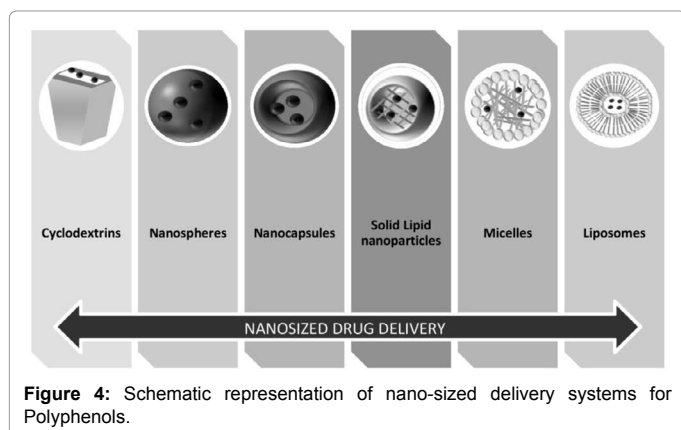 Cyclodextrins
Nanospheres
Nanocapsules
Solid Lipid
nanoparticles
Micelles
Liposomes
NANOSIZED DRUG DELIVERY
Figure 4: Schematic representation of nano-sized delivery systems for
Polyphenols.